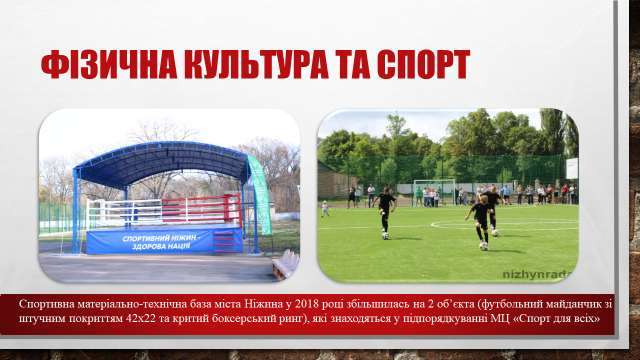 ФІЗИЧНА КУЛЬТУРА ТА СПОРТ
СПОРТИВНИЙ НІЖИН -
ЗДОРОВА НАЦІЯ
nizhynrada
Спортивна матеріально-технічна база міста Ніжина у 2018 році збільшилась на 2 об'єкта (футбольний майданчик зі
штучним покриттям 42х22 та критий боксерський ринг), які знаходяться у підпорядкуванні МЦ «Спорт для всіх»